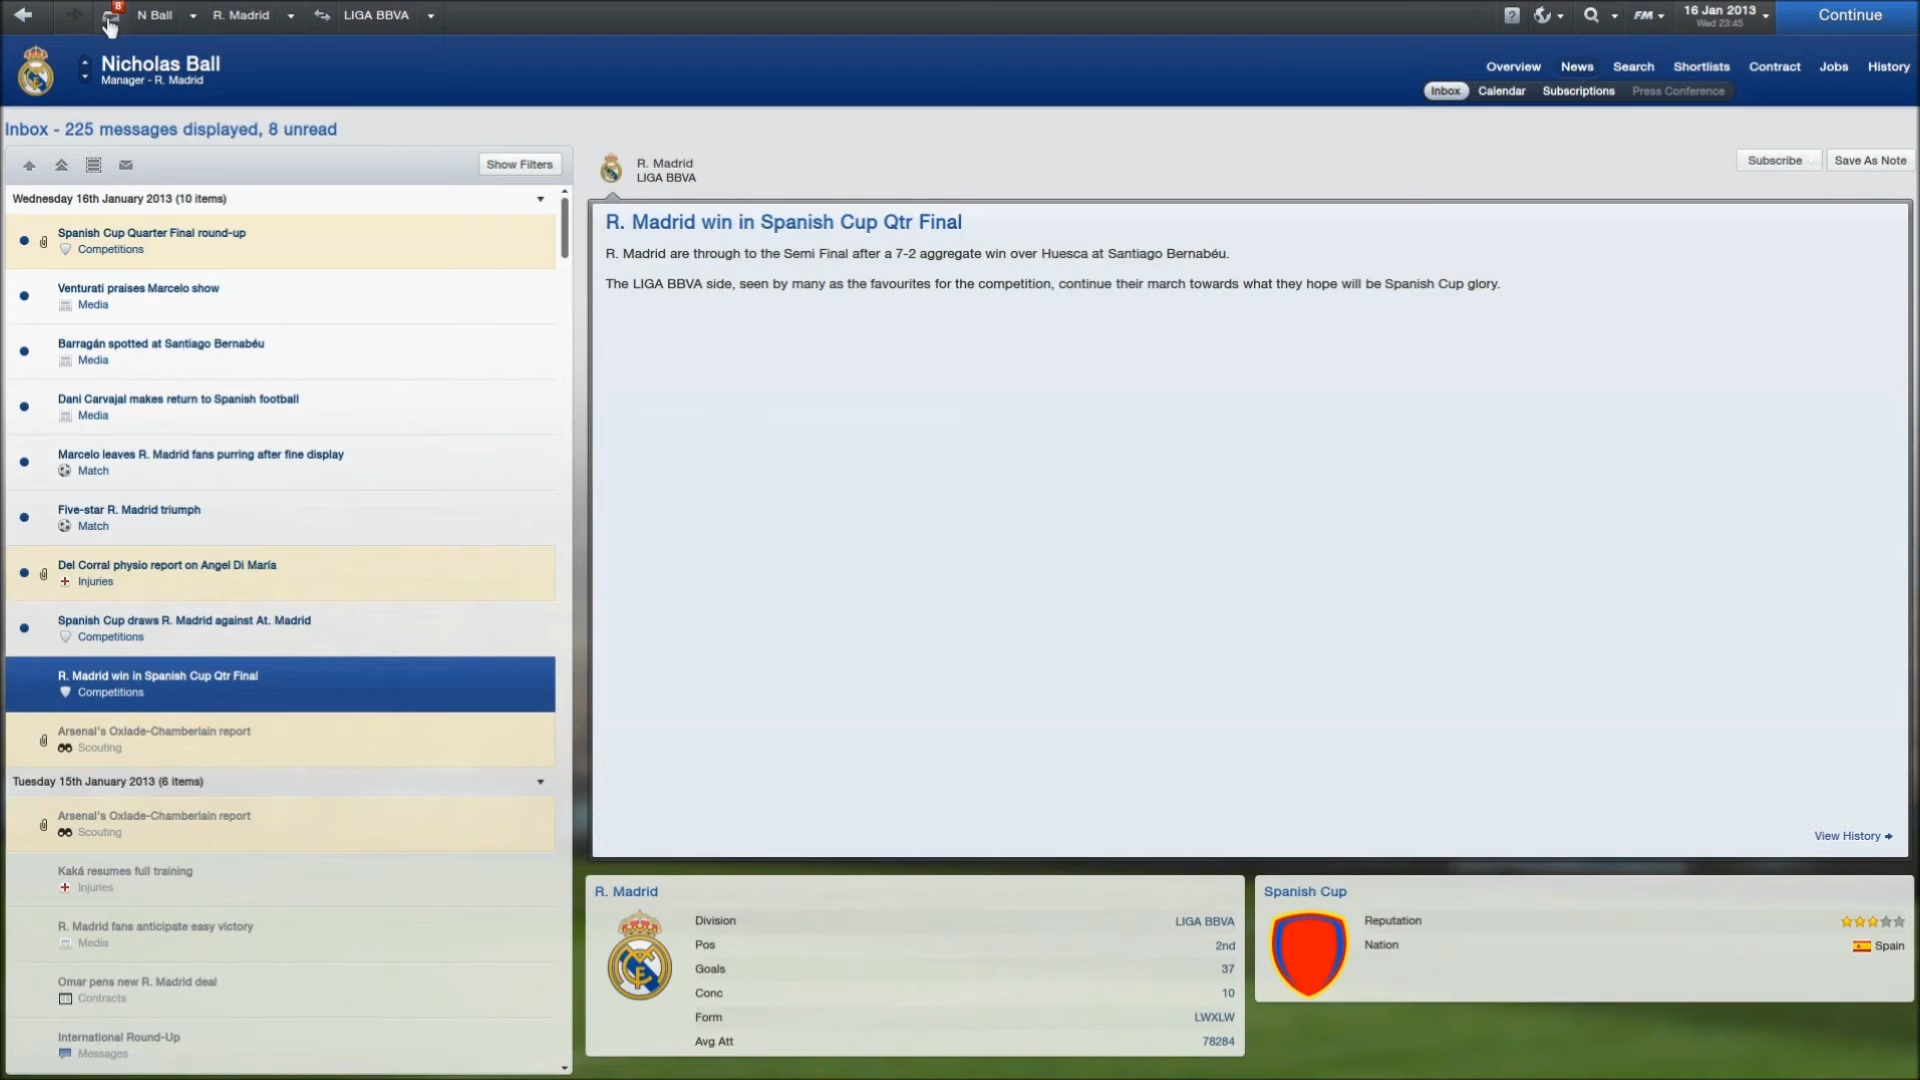 8
N Ball
R. Madrid
LIGA BBVA
?
FM
16 Jan 2013
Wed 23:45
Continue
Nicholas Ball
Manager - R. Madrid
Overview
News
Search
Shortlists
Contract
Jobs
History
Inbox
Calendar
Subscriptions
Press Conference
Inbox - 225 messages displayed, 8 unread
Show Filters
Wednesday 16th January 2013 (10 items)
Spanish Cup Quarter Final round-up
Competitions
Venturati praises Marcelo show
Media
Barragán spotted at Santiago Bernabéu
Media
Dani Carvajal makes return to Spanish football
Media
Marcelo leaves R. Madrid fans purring after fine display
Match
Five-star R. Madrid triumph
Match
Del Corral physio report on Angel Di María
Injuries
Spanish Cup draws R. Madrid against At. Madrid
Competitions
R. Madrid win in Spanish Cup Qtr Final
Competitions
Arsenal's Oxlade-Chamberlain report
Scouting
Tuesday 15th January 2013 (6 items)
Arsenal's Oxlade-Chamberlain report
Scouting
Kaká resumes full training
Injuries
R. Madrid fans anticipate easy victory
Media
Omar pens new R. Madrid deal
Contracts
International Round-Up
Messages
R. Madrid
LIGA BBVA
Subscribe
Save As Note
R. Madrid win in Spanish Cup Qtr Final
R. Madrid are through to the Semi Final after a 7-2 aggregate win over Huesca at Santiago Bernabéu.
The LIGA BBVA side, seen by many as the favourites for the competition, continue their march towards what they hope will be Spanish Cup glory.
View History
R. Madrid
Division LIGA BBVA
Pos 2nd
Goals 37
Conc 10
Form LWXLW
Avg Att 78284
Spanish Cup
Reputation
Nation Spain